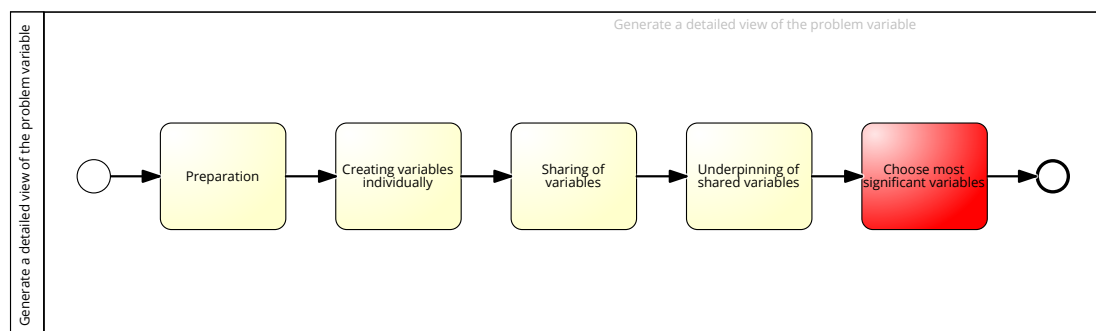 Generate a detailed view of the problem variable
Generate a detailed view of the problem variable
Preparation
Creating variables
individually
Sharing of
variables
Underpinning of
shared variables
Choose most
significant variables